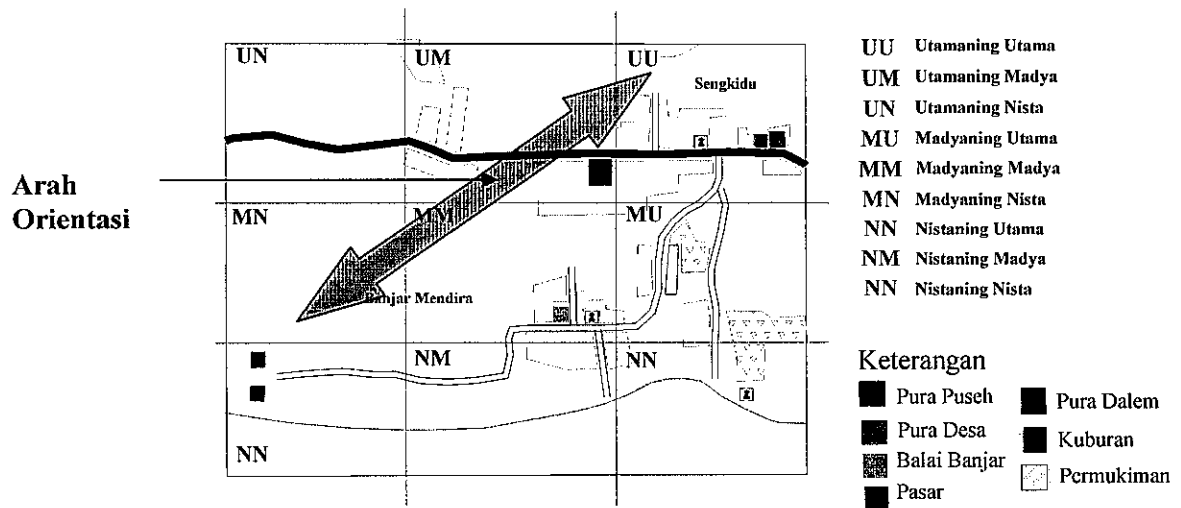 UN
UM
UU
Sengkidu
Arah
Orientasi
MN
MM
MU
Banjar Mendira
NM
NN
NN
UU Utamaning Utama
UM Utamaning Madya
UN Utamaning Nista
MU Madyaning Utama
MM Madyaning Madya
MN Madyaning Nista
NN Nistaning Utama
NM Nistaning Madya
NN Nistaning Nista
Keterangan
Pura Puseh
Pura Desa
Balai Banjar
Pasar
Pura Dalem
Kuburan
Permukiman